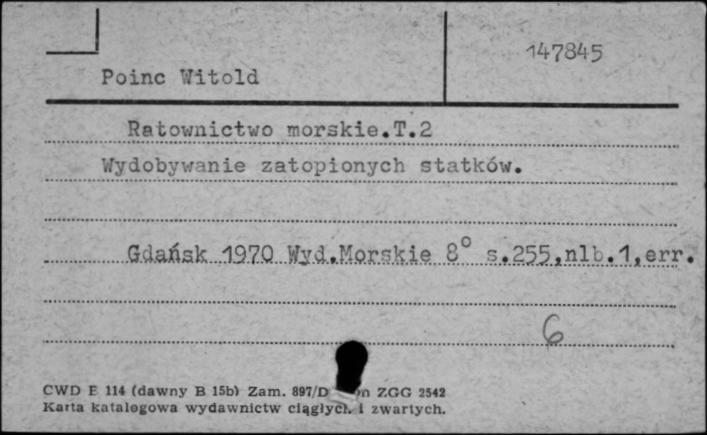 147845
Poinc Witold
Ratownictwo morskie.T.2
Wydobywanie zatopionych statków.
Gdańsk 1970 Wyd.Morskie 8° s.255,nlb.1,err.
6
CWD E 114 (dawny B 15b) Zam. 897/D ZGG 2542
Karta katalogowa wydawnictw ciągłych i zwartych.